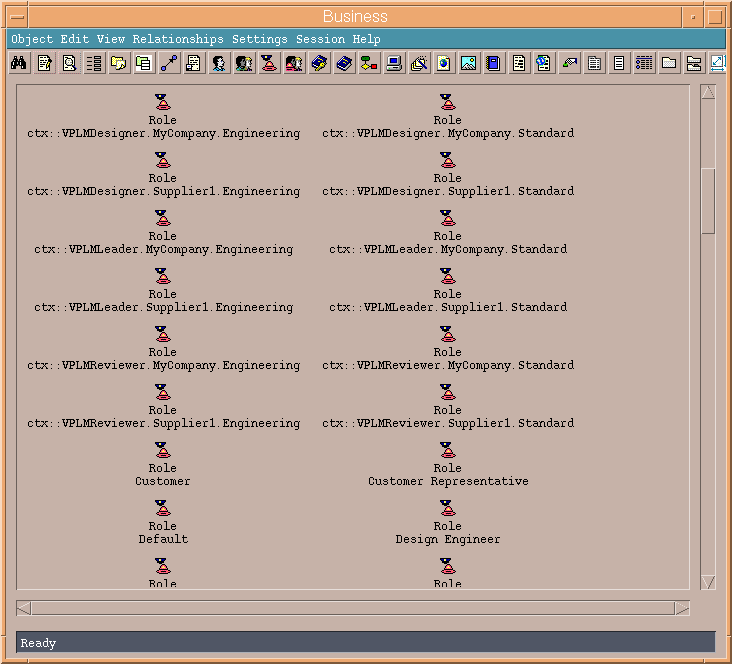 Business
Object Edit View Relationships Settings Session Help
Role Role
ctx::VPLMDesigner.MyCompany.Engineering ctx::VPLMDesigner.MyCompany.Standard
Role Role
ctx::VPLMDesigner.Supplier1.Engineering ctx::VPLMDesigner.Supplier1.Standard
Role Role
ctx::VPLMLeader.MyCompany.Engineering ctx::VPLMLeader.MyCompany.Standard
Role Role
ctx::VPLMLeader.Supplier1.Engineering ctx::VPLMLeader.Supplier1.Standard
Role Role
ctx::VPLMReviewer.MyCompany.Engineering ctx::VPLMReviewer.MyCompany.Standard
Role Role
ctx::VPLMReviewer.Supplier1.Engineering ctx::VPLMReviewer.Supplier1.Standard
Role Role
Customer Customer Representative
Role Role
Default Design Engineer
Role Role
Ready